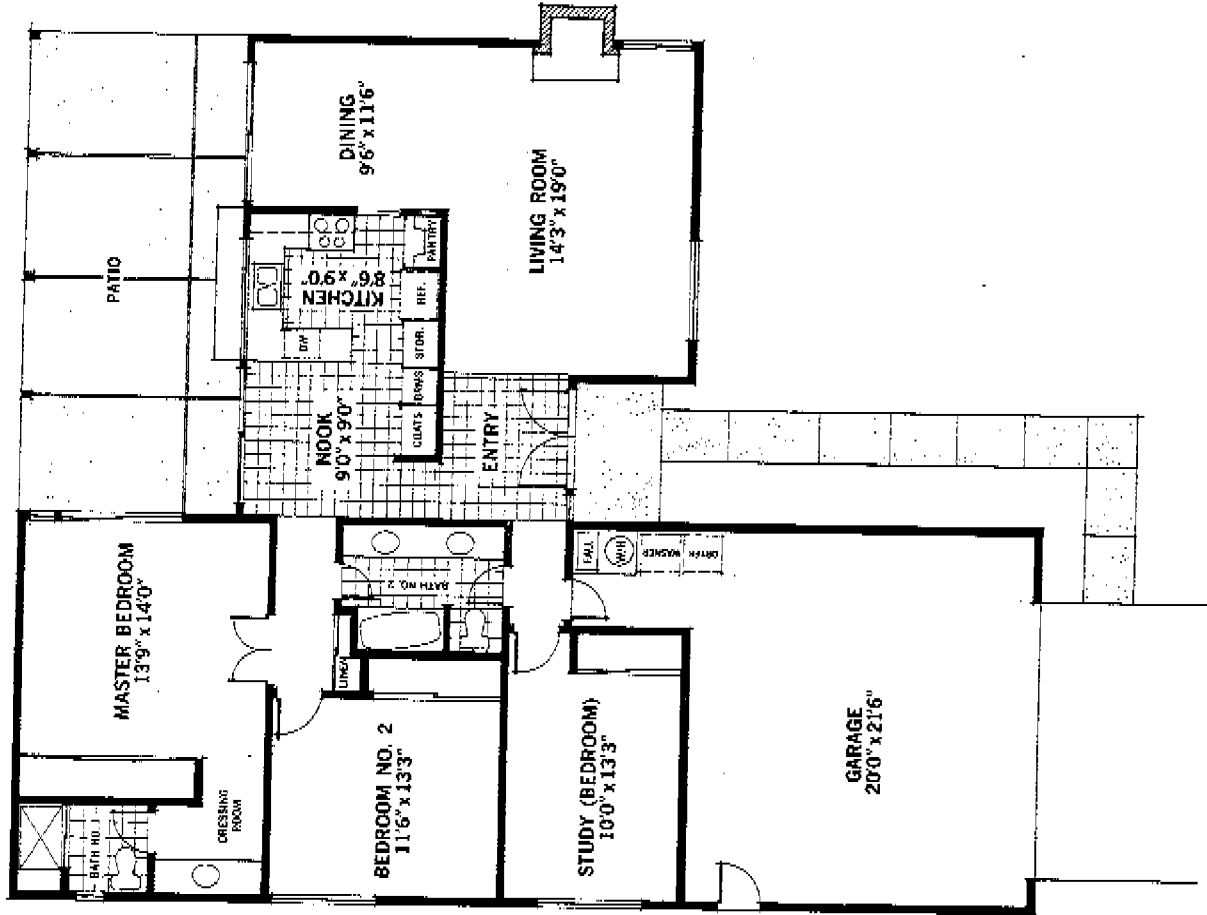 PATIO
DINING
9'6" x 11'6"
LIVING ROOM
14'3" x 19'0"
KITCHEN
8'6" x 9'0"
PANTRY
REF.
STOR.
DW
COATS
NOOK
9'0" x 9'0"
ENTRY
MASTER BEDROOM
13'9" x 14'0"
BATH NO. 2
LINEN
FAU
W/H
WASHER
DRYER
DRESSING
ROOM
BATH NO. 1
BEDROOM NO. 2
11'6" x 13'3"
STUDY (BEDROOM)
10'0" x 13'3"
GARAGE
20'0" x 21'6"